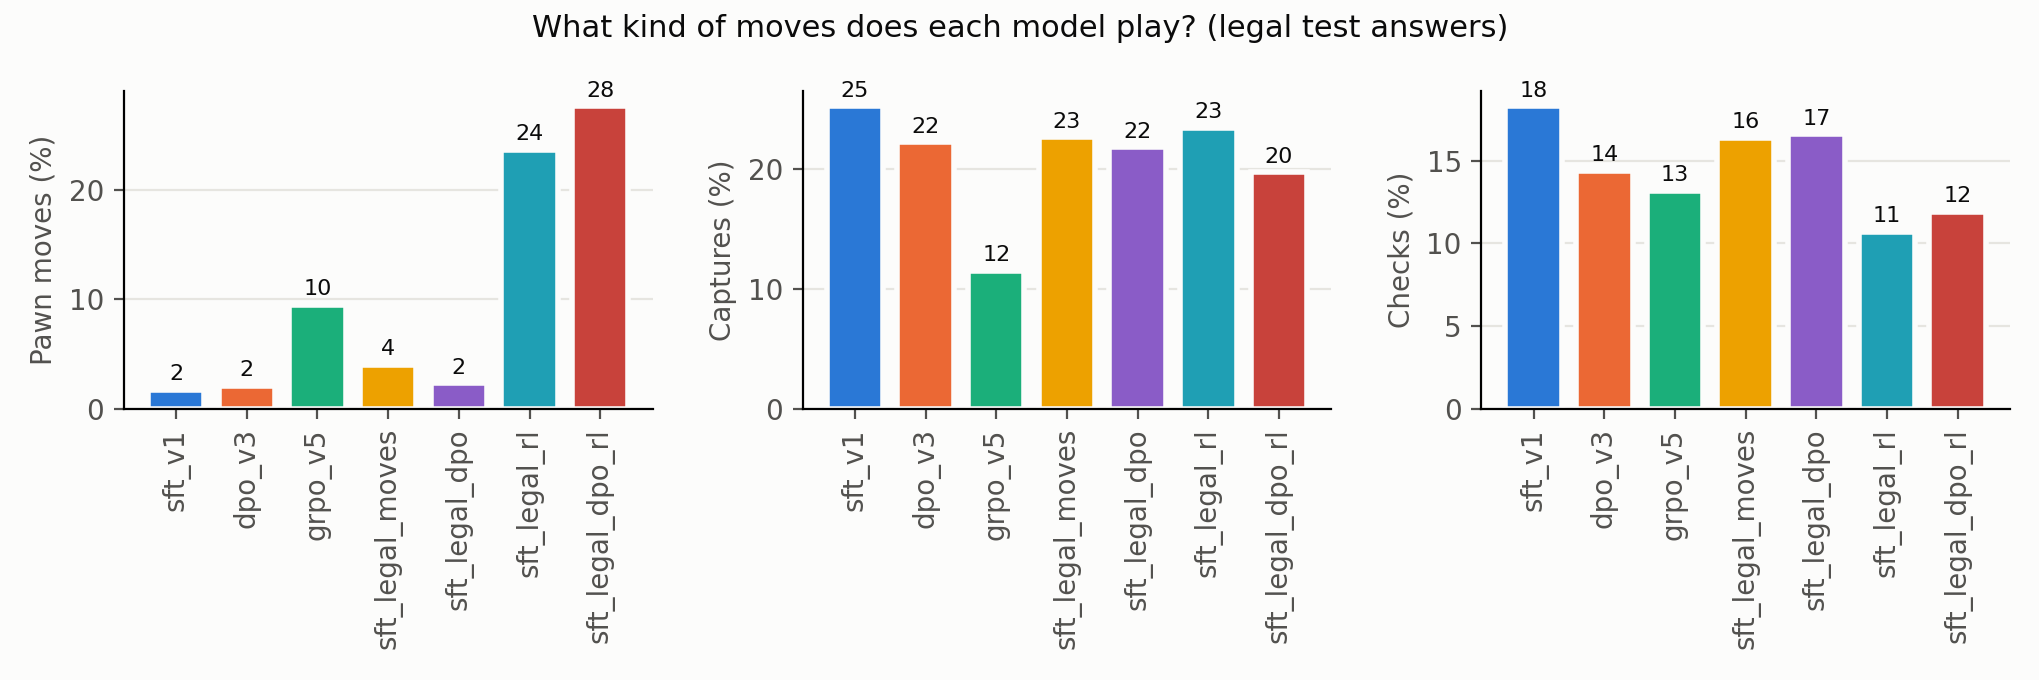 What kind of moves does each model play? (legal test answers)
Pawn moves (%)
20
10
0
2
2
10
4
2
24
28
sft_v1
dpo_v3
grpo_v5
sft_legal_moves
sft_legal_dpo
sft_legal_rl
sft_legal_dpo_rl
Captures (%)
20
10
0
25
22
12
23
22
23
20
sft_v1
dpo_v3
grpo_v5
sft_legal_moves
sft_legal_dpo
sft_legal_rl
sft_legal_dpo_rl
Checks (%)
15
10
5
0
18
14
13
16
17
11
12
sft_v1
dpo_v3
grpo_v5
sft_legal_moves
sft_legal_dpo
sft_legal_rl
sft_legal_dpo_rl